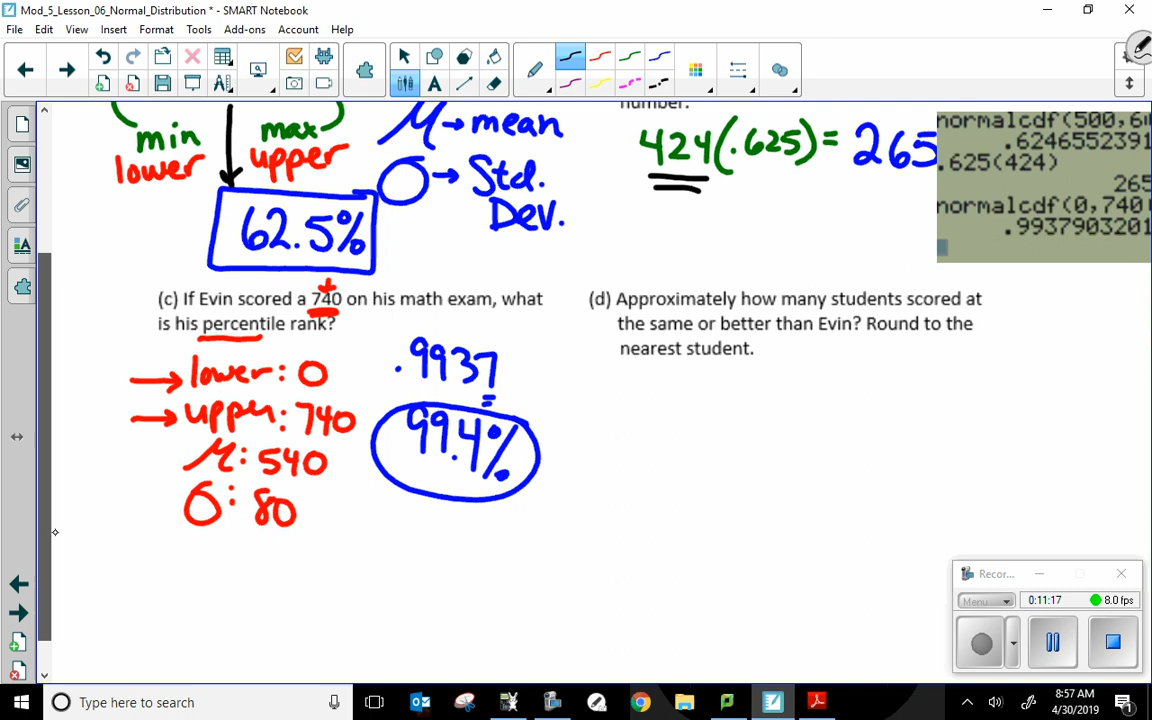 Mod_5_Lesson_06_Normal_Distribution * - SMART Notebook
File Edit View Insert Format Tools Add-ons Account Help
number.
min
lower
max
upper
μ → mean
σ → Std.
Dev.
62.5%
424(.625) = 265
normalcdf(500,6
.6246552391
.625(424)
265
normalcdf(0,740
.9937903201
(c) If Evin scored a 740 on his math exam, what
is his percentile rank?
→ lower: 0
→ upper: 740
μ: 540
σ: 80
.9937
99.4%
(d) Approximately how many students scored at
the same or better than Evin? Round to the
nearest student.
Recor...
Menu
0:11:17
8.0 fps
Type here to search
8:57 AM
4/30/2019